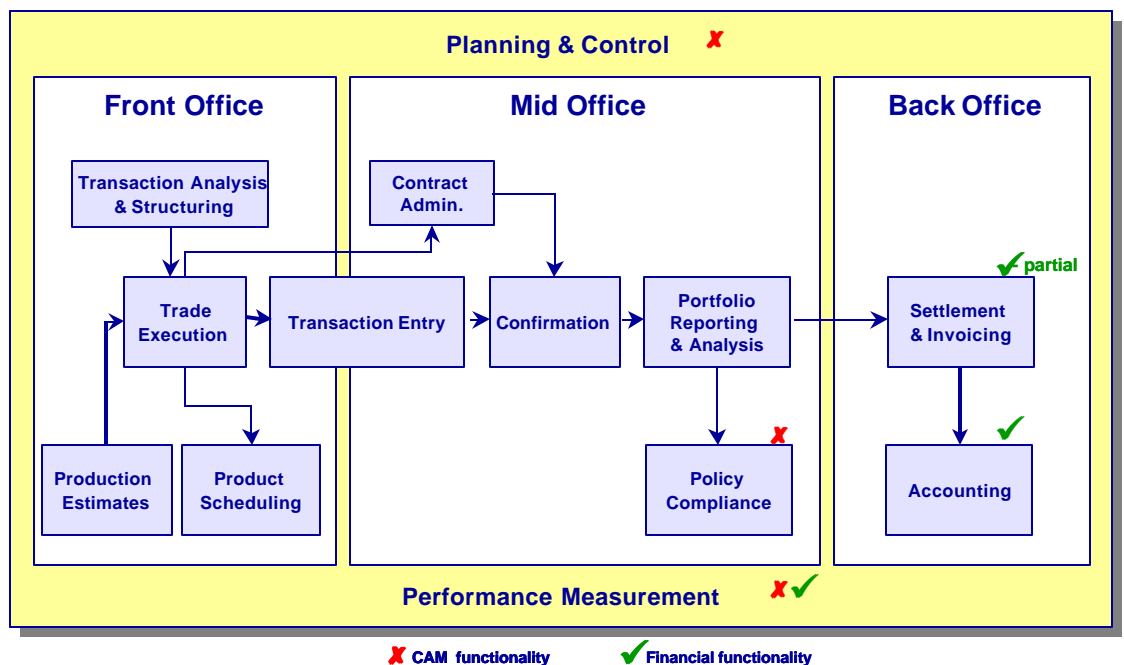 Planning & Control ✘
Front Office
Mid Office
Back Office
Transaction Analysis
& Structuring
Contract
Admin.
✔- partial
Trade
Execution
Transaction Entry
Confirmation
Portfolio
Reporting
& Analysis
Settlement
& Invoicing
✘
✔
Production
Estimates
Product
Scheduling
Policy
Compliance
Accounting
Performance Measurement ✘✔
✘ CAM functionality
✔Financial functionality